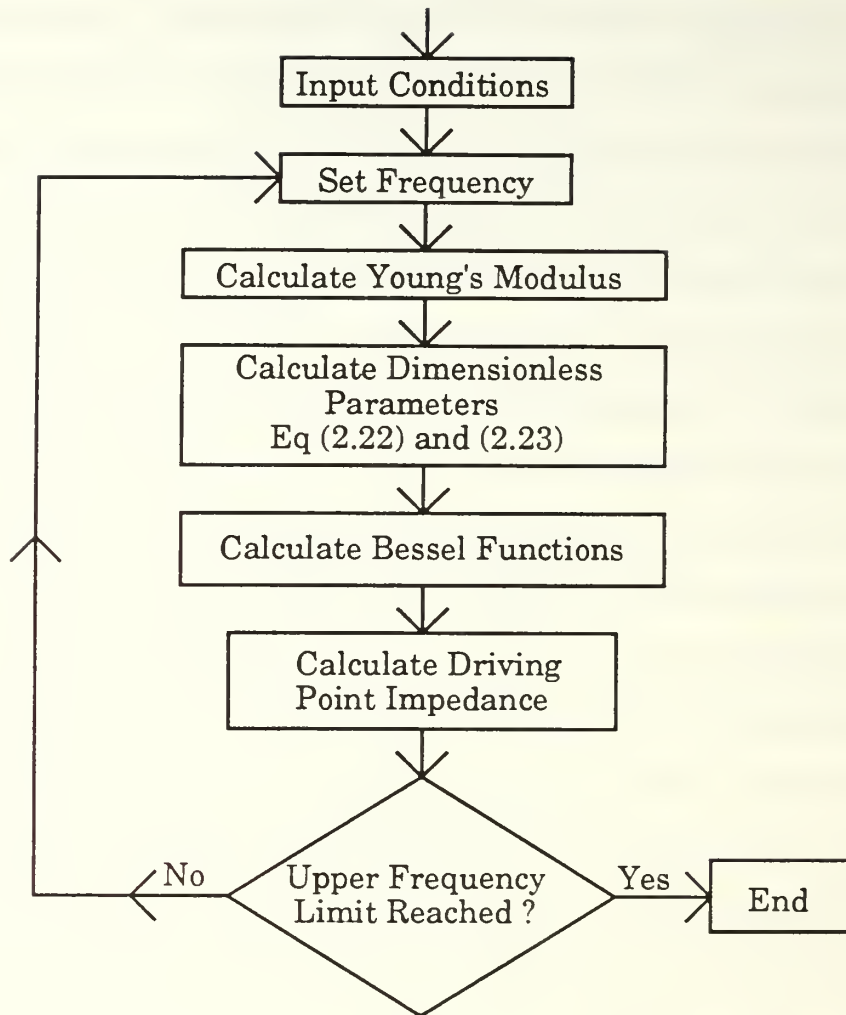 Input Conditions
Set Frequency
Calculate Young's Modulus
Calculate Dimensionless
Parameters
Eq (2.22) and (2.23)
Calculate Bessel Functions
Calculate Driving
Point Impedance
Upper Frequency
Limit Reached ?
No
Yes
End